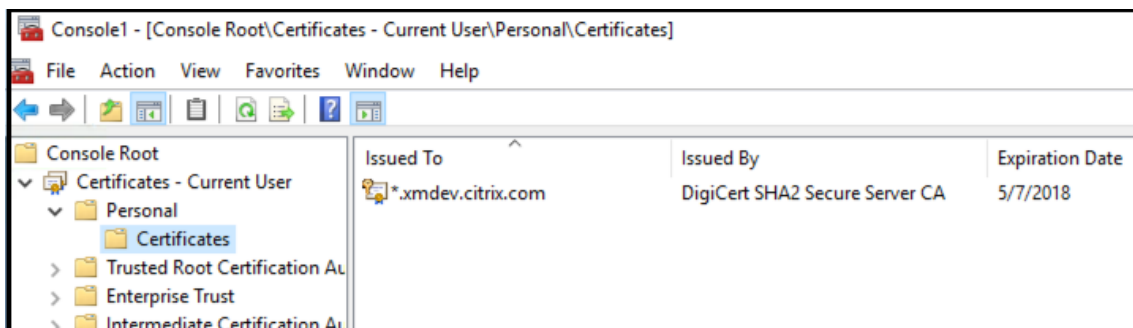 Console1 - [Console Root\Certificates - Current User\Personal\Certificates]
File Action View Favorites Window Help
Console Root
Certificates - Current User
Personal
Certificates
Trusted Root Certification Au
Enterprise Trust
Intermediate Certification Au
Issued To Issued By Expiration Date
*.xmdev.citrix.com DigiCert SHA2 Secure Server CA 5/7/2018